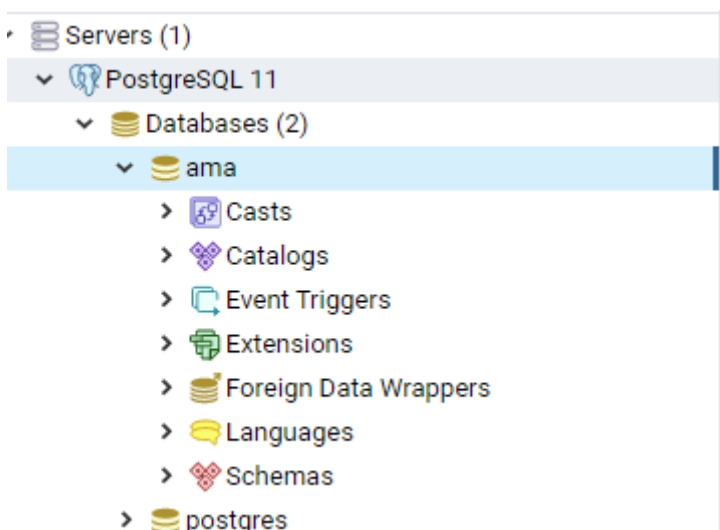 Servers (1)
PostgreSQL 11
Databases (2)
ama
Casts
Catalogs
Event Triggers
Extensions
Foreign Data Wrappers
Languages
Schemas
postgres